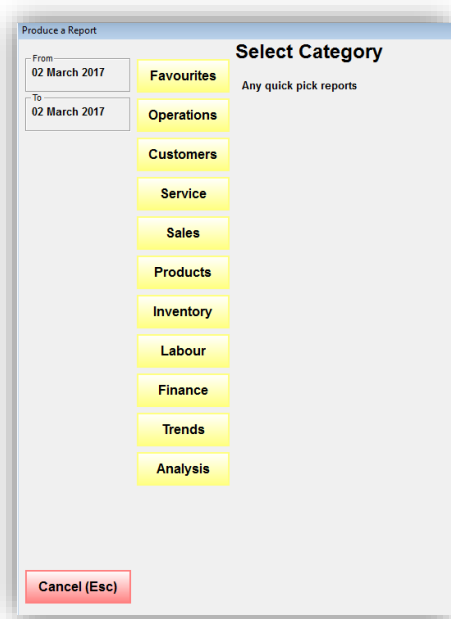 Produce a Report
Select Category
From
02 March 2017
To
02 March 2017
Favourites
Any quick pick reports
Operations
Customers
Service
Sales
Products
Inventory
Labour
Finance
Trends
Analysis
Cancel (Esc)